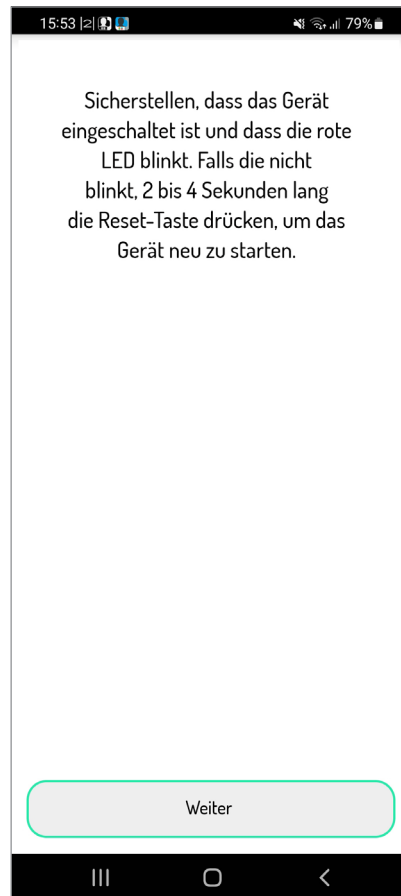 15:53 |2| 79%
Sicherstellen, dass das Gerät
eingeschaltet ist und dass die rote
LED blinkt. Falls die nicht
blinkt, 2 bis 4 Sekunden lang
die Reset-Taste drücken, um das
Gerät neu zu starten.
Weiter